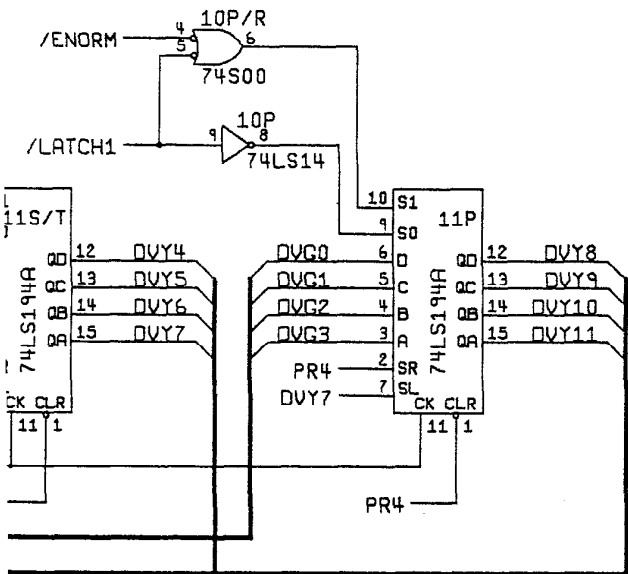 10P/R
/ENORM 4 6
5
74S00
10P
/LATCH1 9 8
74LS14
10 S1 11P
11S/T 9 S0
QD 12 DVY4 DVG0 6 D QD 12 DVY8
QC 13 DVY5 DVG1 5 C QC 13 DVY9
QB 14 DVY6 DVG2 4 B QB 14 DVY10
QA 15 DVY7 DVG3 3 A QA 15 DVY11
74LS194A 74LS194A
PR4 2 SR
DVY7 7 SL
CK CLR CK CLR
11 1 11 1
PR4